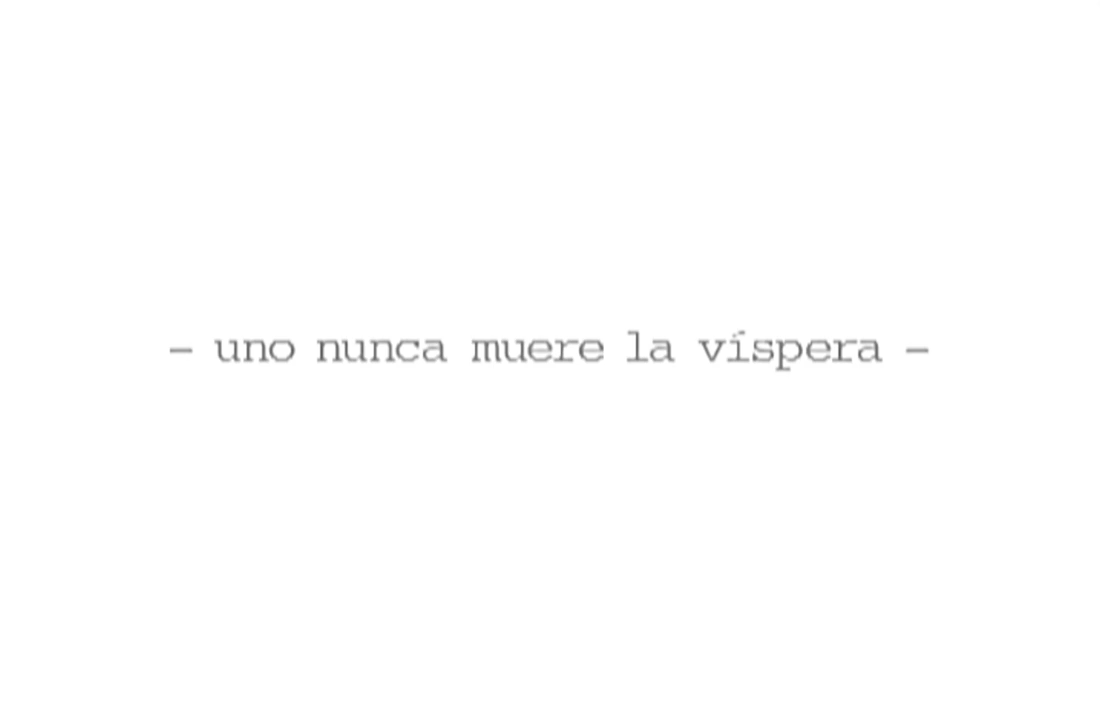 – uno nunca muere la víspera –